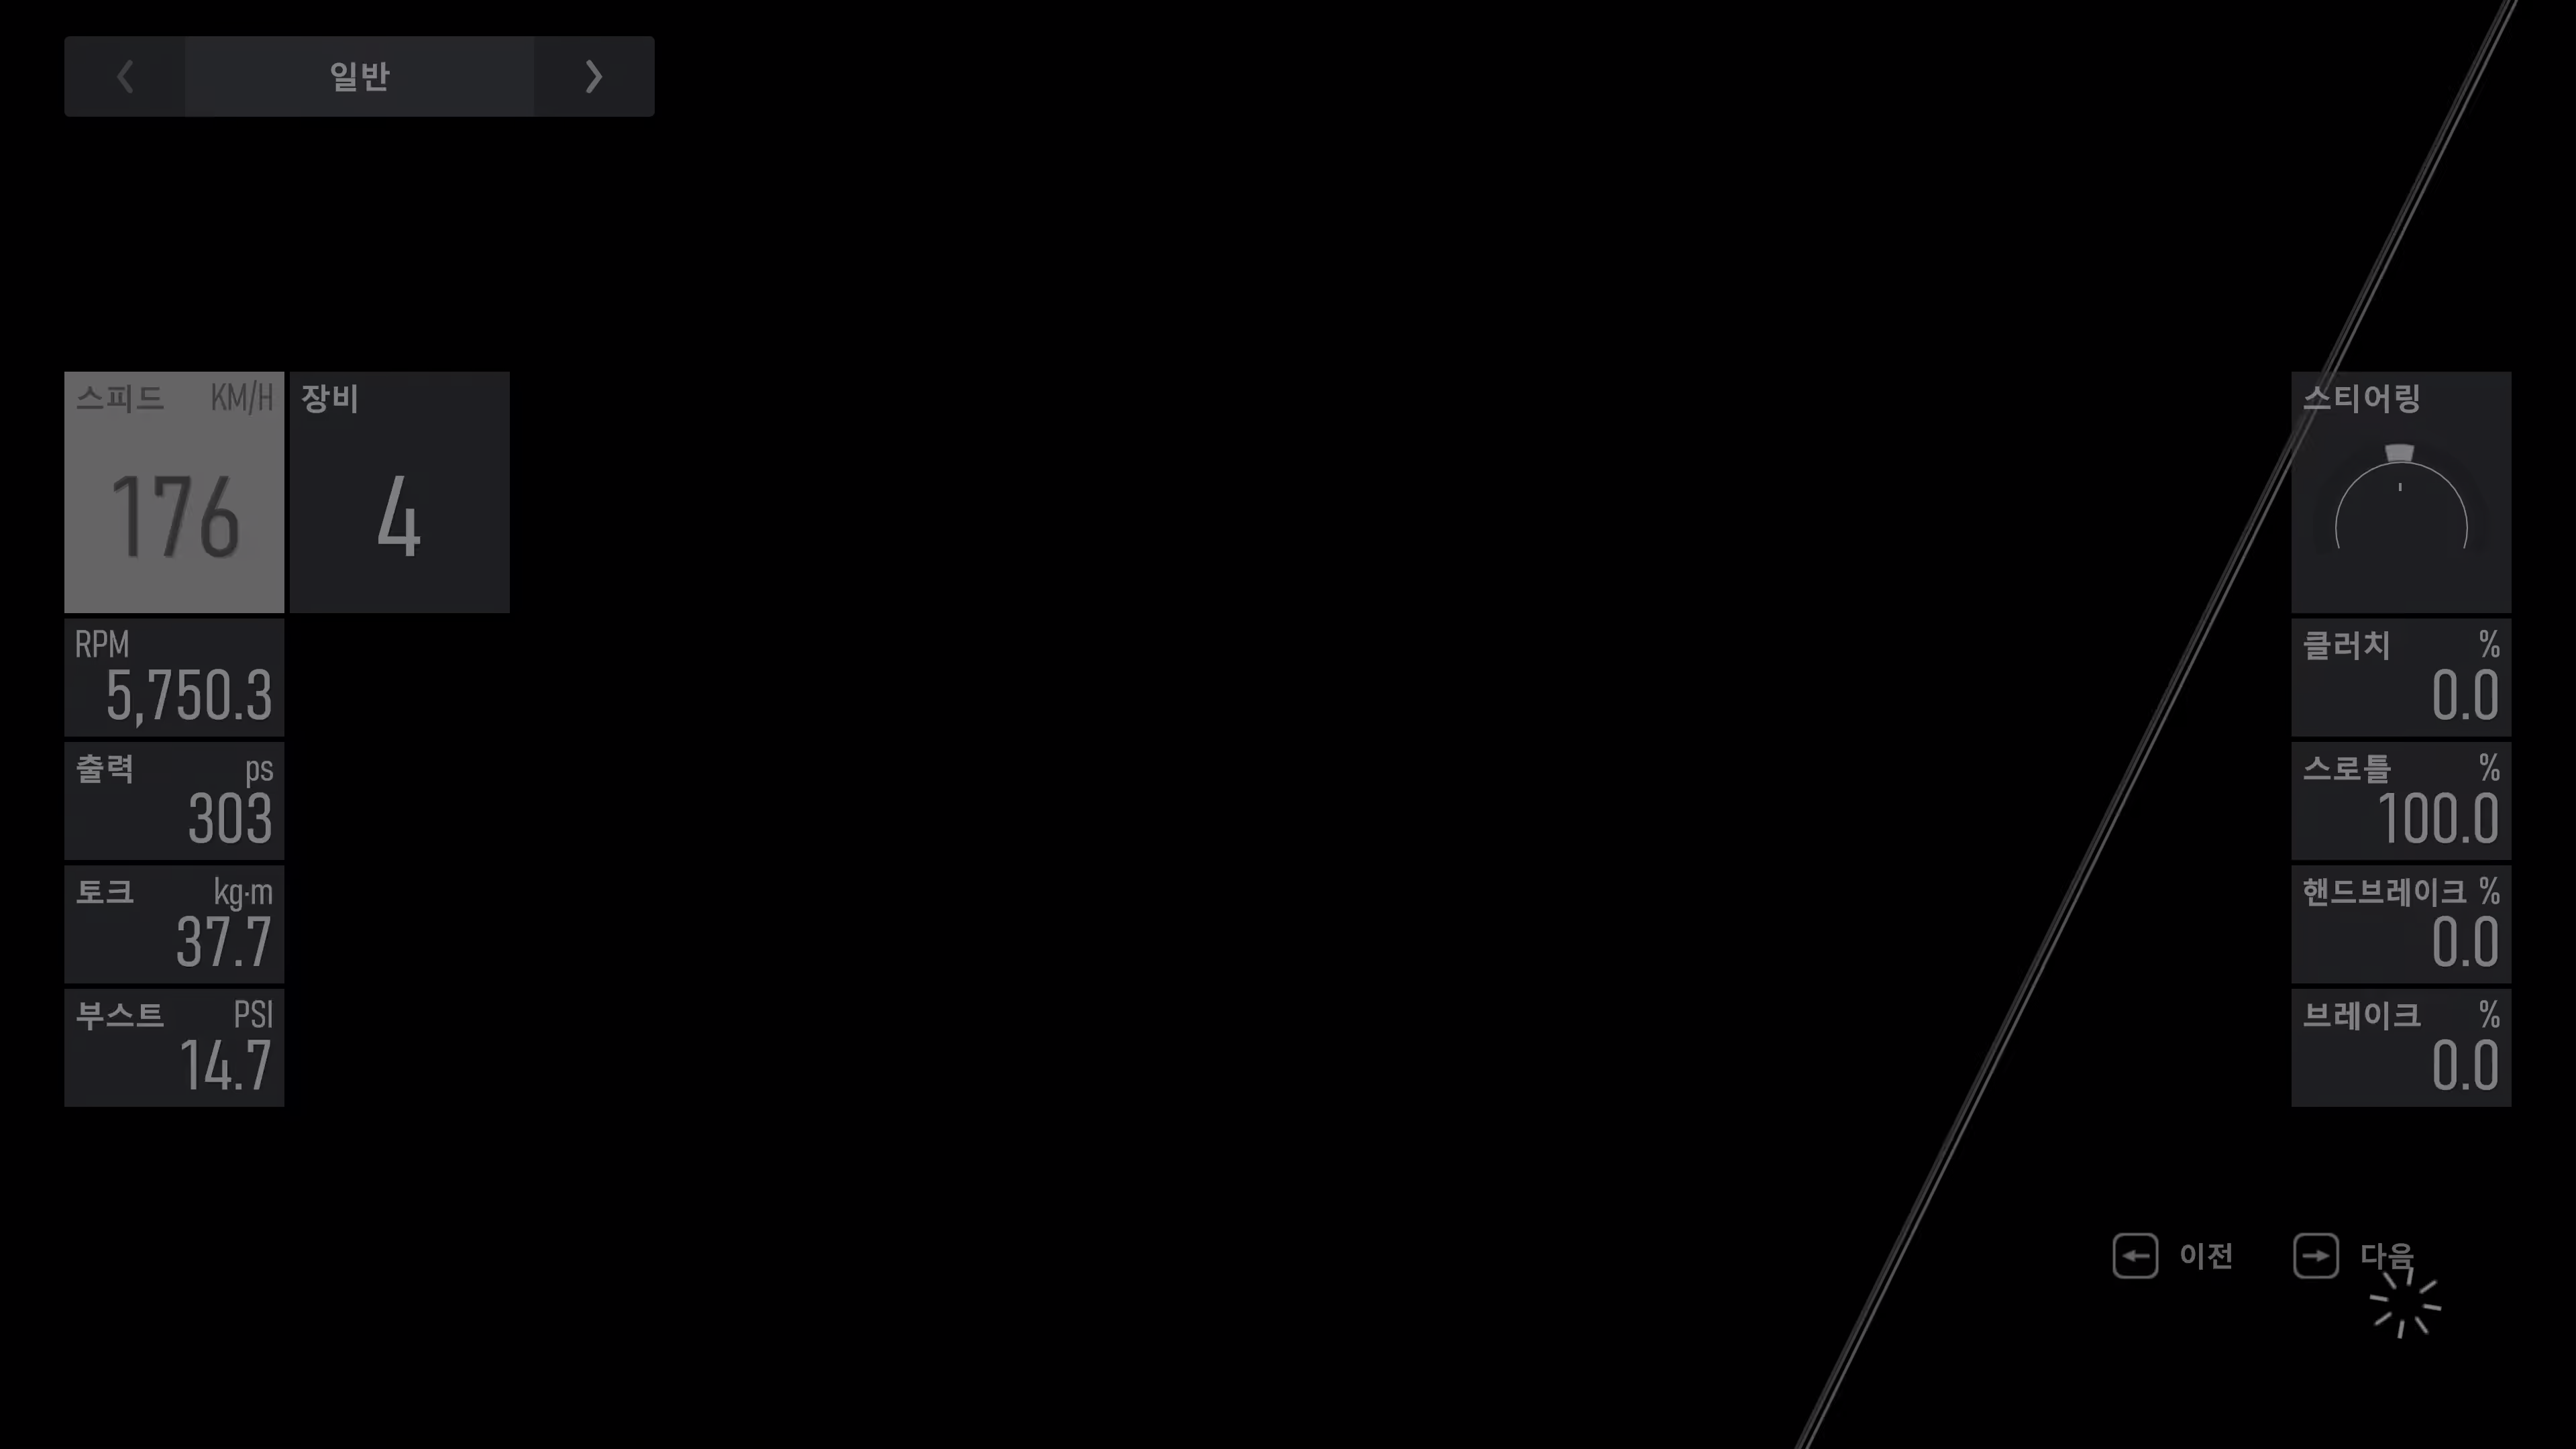 일반
스피드 KM/H
176
장비
4
RPM
5,750.3
출력 ps
303
토크 kg·m
37.7
부스트 PSI
14.7
스티어링
클러치 %
0.0
스로틀 %
100.0
핸드브레이크 %
0.0
브레이크 %
0.0
이전 다음